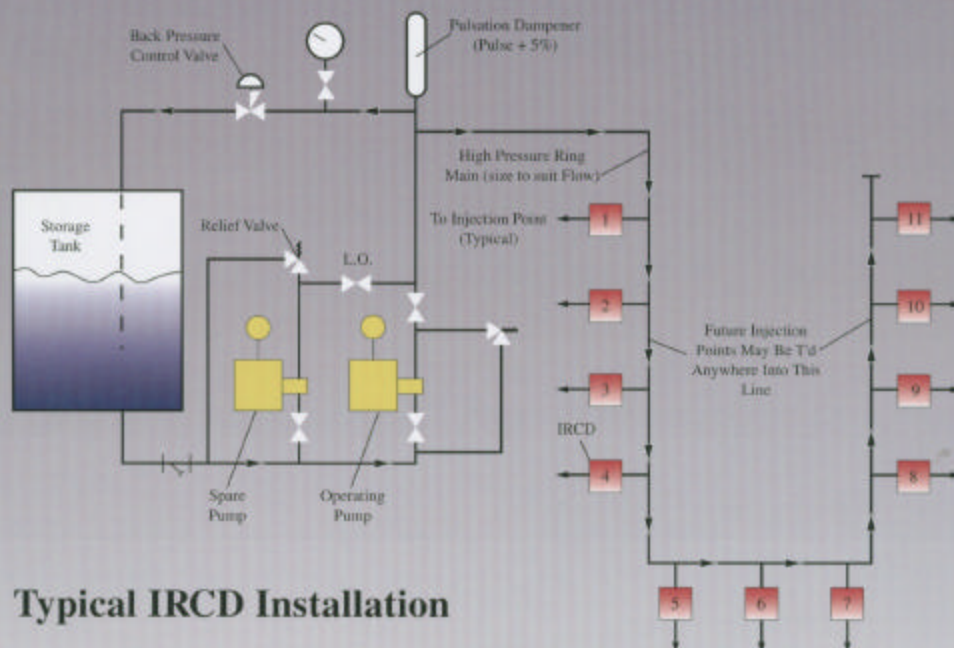 Back Pressure
Control Valve
Pulsation Dampener
(Pulse + 5%)
High Pressure Ring
Main (size to suit Flow)
Storage
Tank
Relief Valve
L.O.
To Injection Point
(Typical)
1
2
3
IRCD
4
Future Injection
Points May Be T'd
Anywhere Into This
Line
11
10
9
8
Spare
Pump
Operating
Pump
5
6
7
Typical IRCD Installation